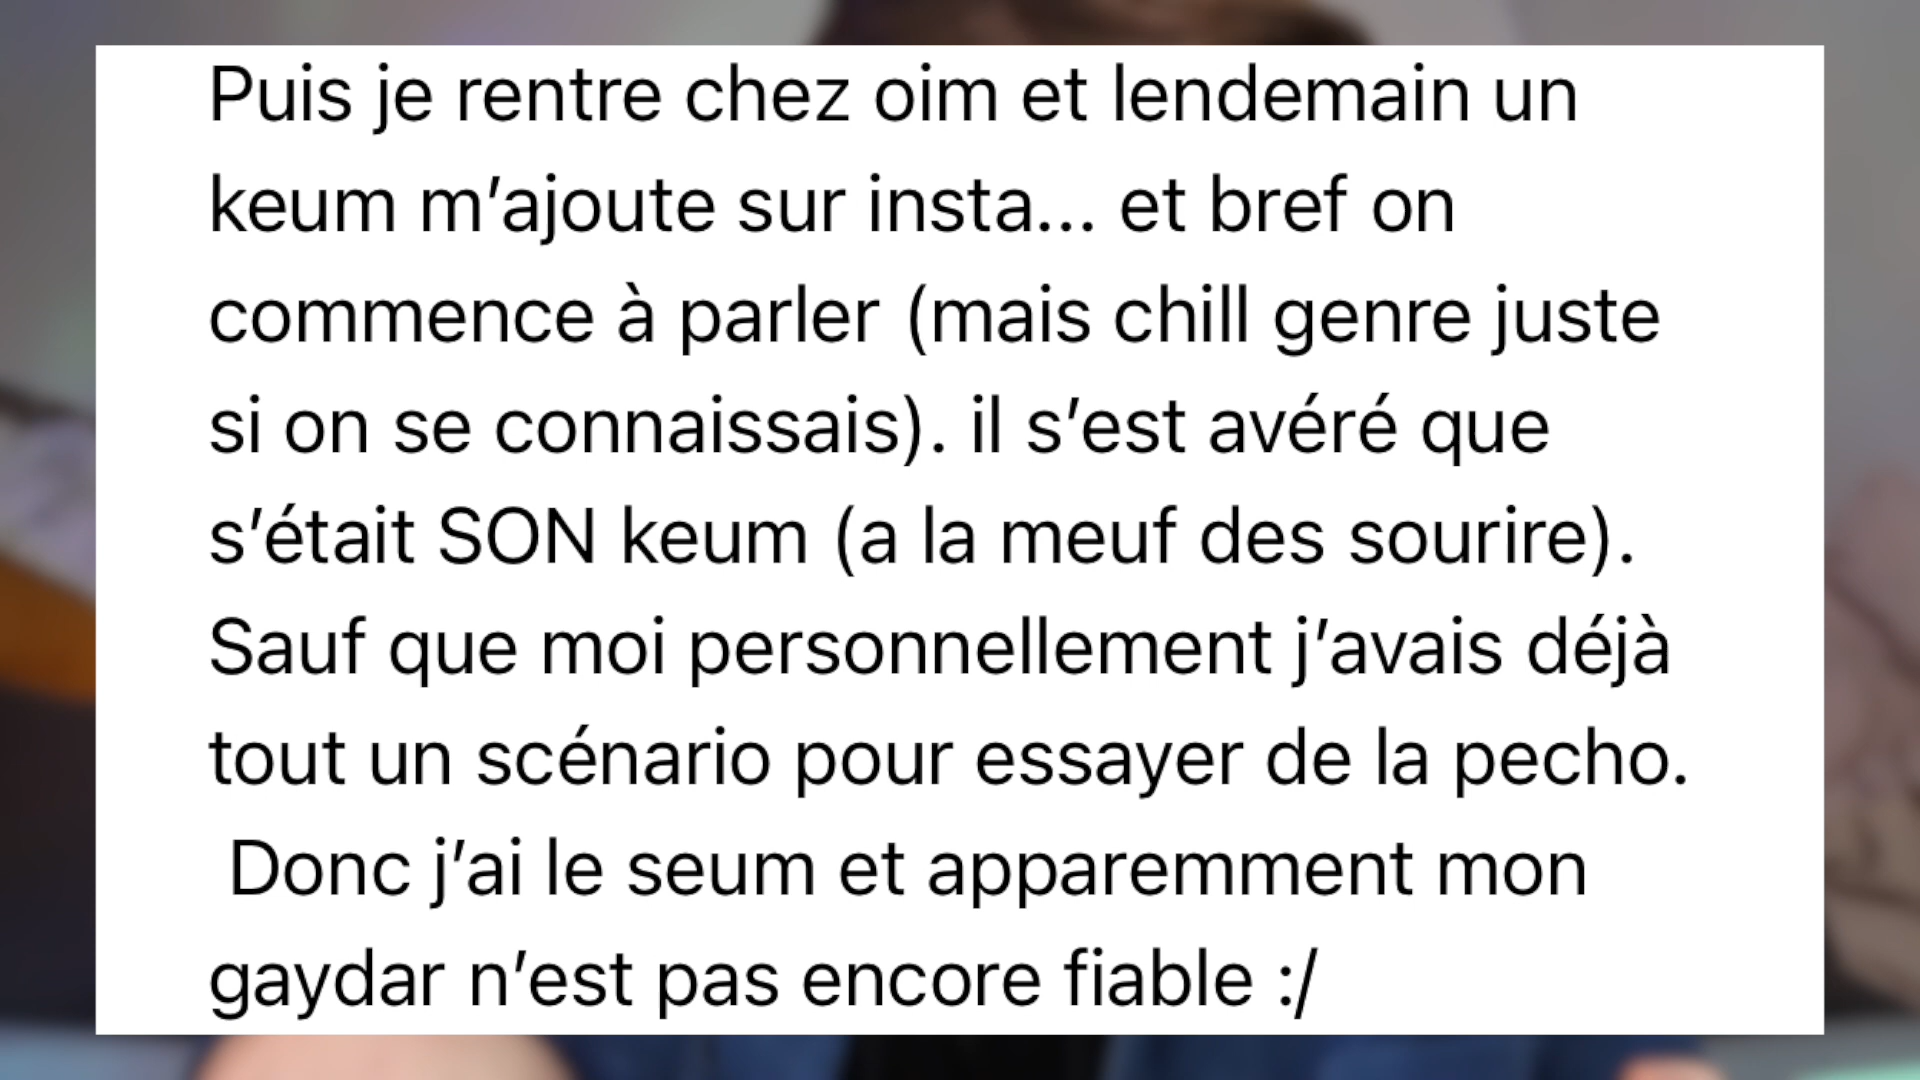 Puis je rentre chez oim et lendemain un
keum m’ajoute sur insta... et bref on
commence à parler (mais chill genre juste
si on se connaissais). il s’est avéré que
s’était SON keum (a la meuf des sourire).
Sauf que moi personnellement j’avais déjà
tout un scénario pour essayer de la pecho.
Donc j’ai le seum et apparemment mon
gaydar n’est pas encore fiable :/